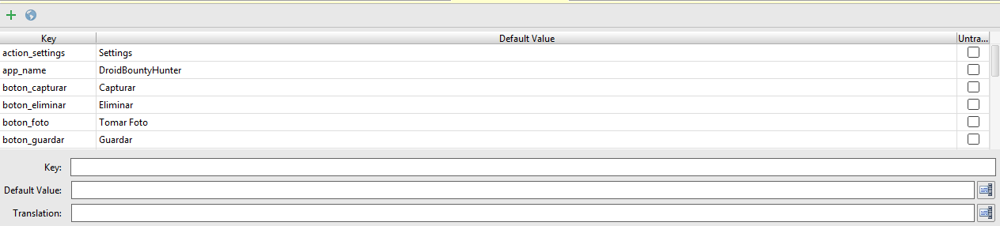 Key Default Value Untra...
action_settings Settings
app_name DroidBountyHunter
boton_capturar Capturar
boton_eliminar Eliminar
boton_foto Tomar Foto
boton_guardar Guardar
Key:
Default Value:
Translation: